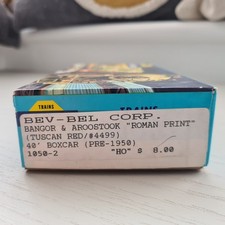 TRAINS
TRAINS
BEV-BEL CORP.
BANGOR & AROOSTOOK "ROMAN PRINT"
(TUSCAN RED/#4499)
40' BOXCAR (PRE-1950)
1050-2 "HO" $ 8.00